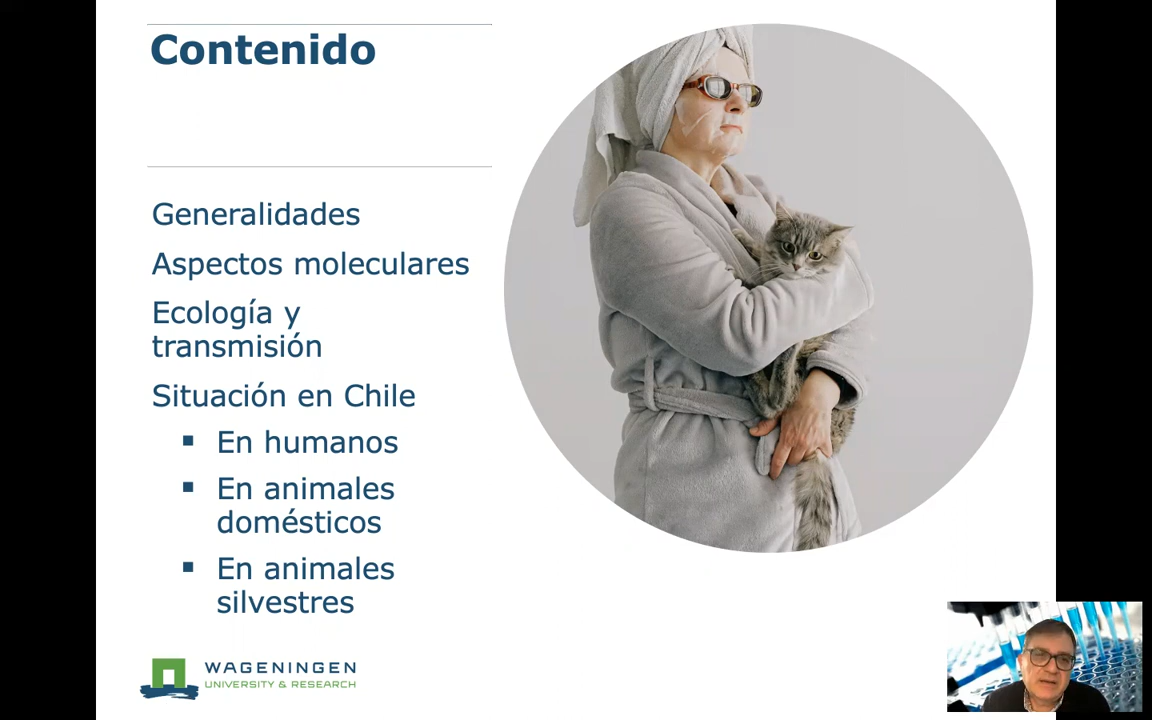 Contenido
Generalidades
Aspectos moleculares
Ecología y
transmisión
Situación en Chile
▪ En humanos
▪ En animales
domésticos
▪ En animales
silvestres
WAGENINGEN
UNIVERSITY & RESEARCH